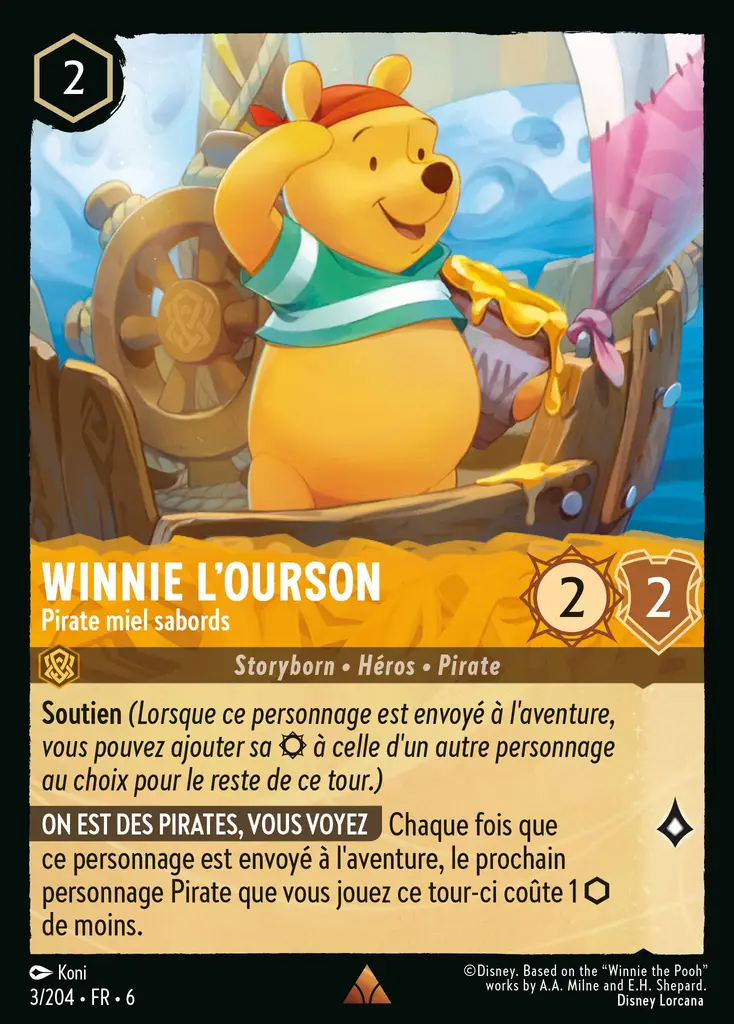 2
NY
WINNIE L'OURSON
Pirate miel sabords
2
2
Storyborn • Héros • Pirate
Soutien (Lorsque ce personnage est envoyé à l'aventure,
vous pouvez ajouter sa à celle d'un autre personnage
au choix pour le reste de ce tour.)
ON EST DES PIRATES, VOUS VOYEZ Chaque fois que
ce personnage est envoyé à l'aventure, le prochain
personnage Pirate que vous jouez ce tour-ci coûte 1
de moins.
Koni
3/204 • FR • 6
©Disney. Based on the “Winnie the Pooh”
works by A.A. Milne and E.H. Shepard.
Disney Lorcana